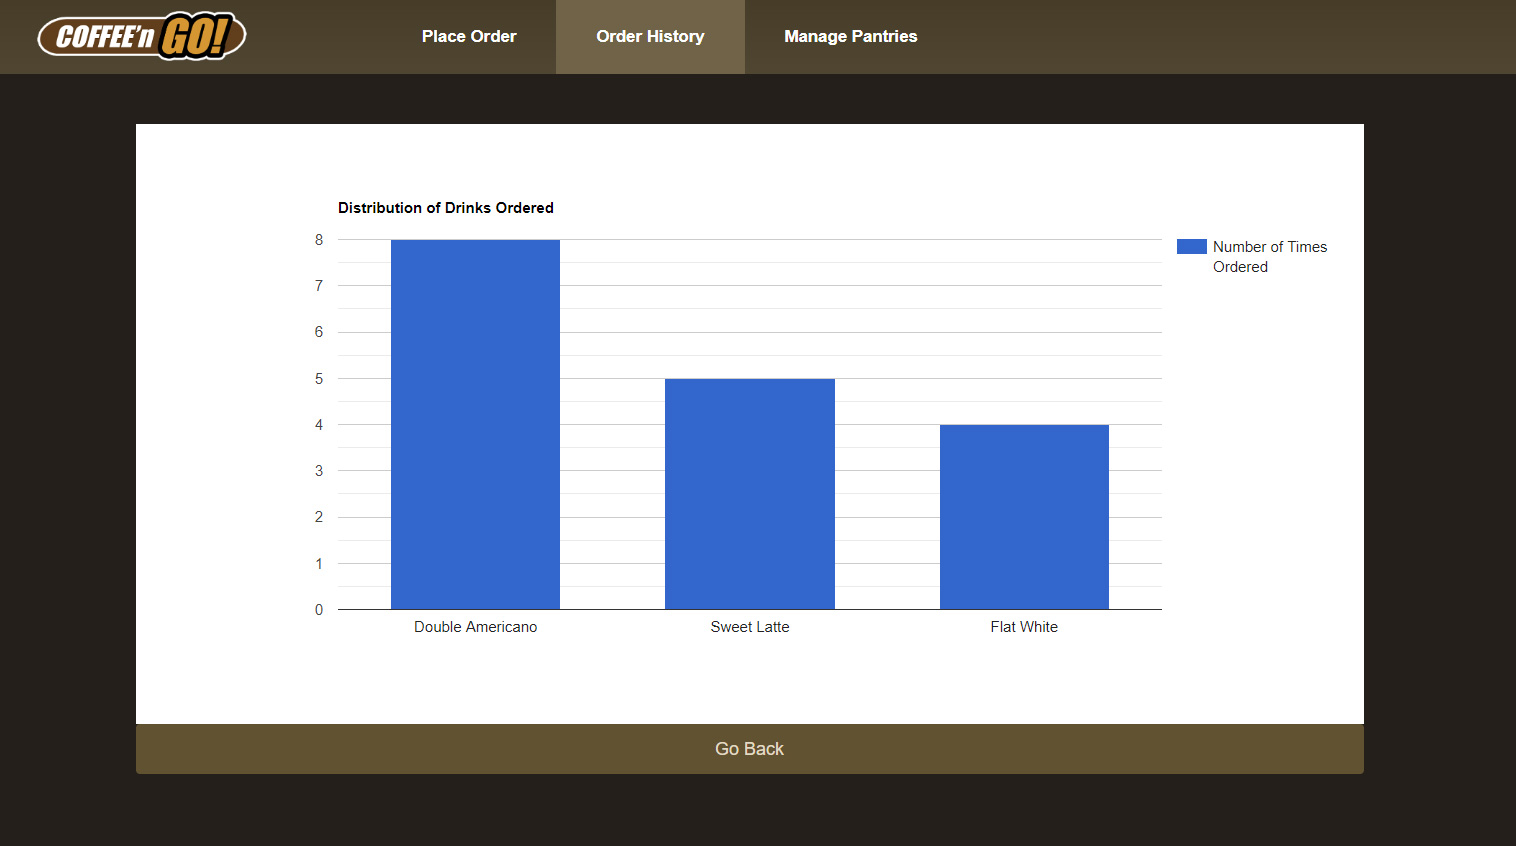 COFFEE'n GO!
Place Order
Order History
Manage Pantries
Distribution of Drinks Ordered
8
7
6
5
4
3
2
1
0
Number of Times
Ordered
Double Americano
Sweet Latte
Flat White
Go Back